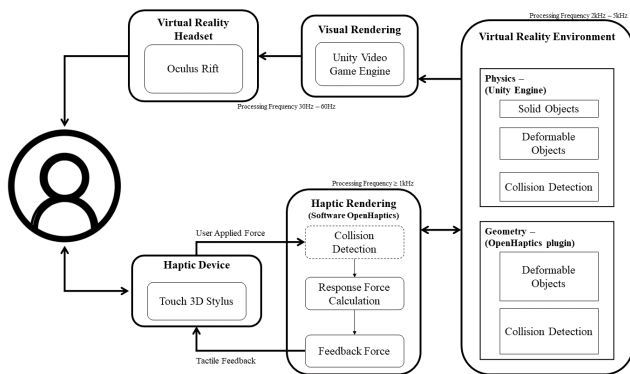 Processing Frequency 2kHz – 5kHz
Virtual Reality
Headset
Oculus Rift
Visual Rendering
Unity Video
Game Engine
Processing Frequency 30Hz – 60Hz
Virtual Reality Environment
Physics –
(Unity Engine)
Solid Objects
Deformable
Objects
Collision Detection
Geometry –
(OpenHaptics plugin)
Deformable
Objects
Collision Detection
Processing Frequency ≥ 1kHz
Haptic Rendering
(Software OpenHaptics)
Collision
Detection
Response Force
Calculation
Feedback Force
User Applied Force
Haptic Device
Touch 3D Stylus
Tactile Feedback